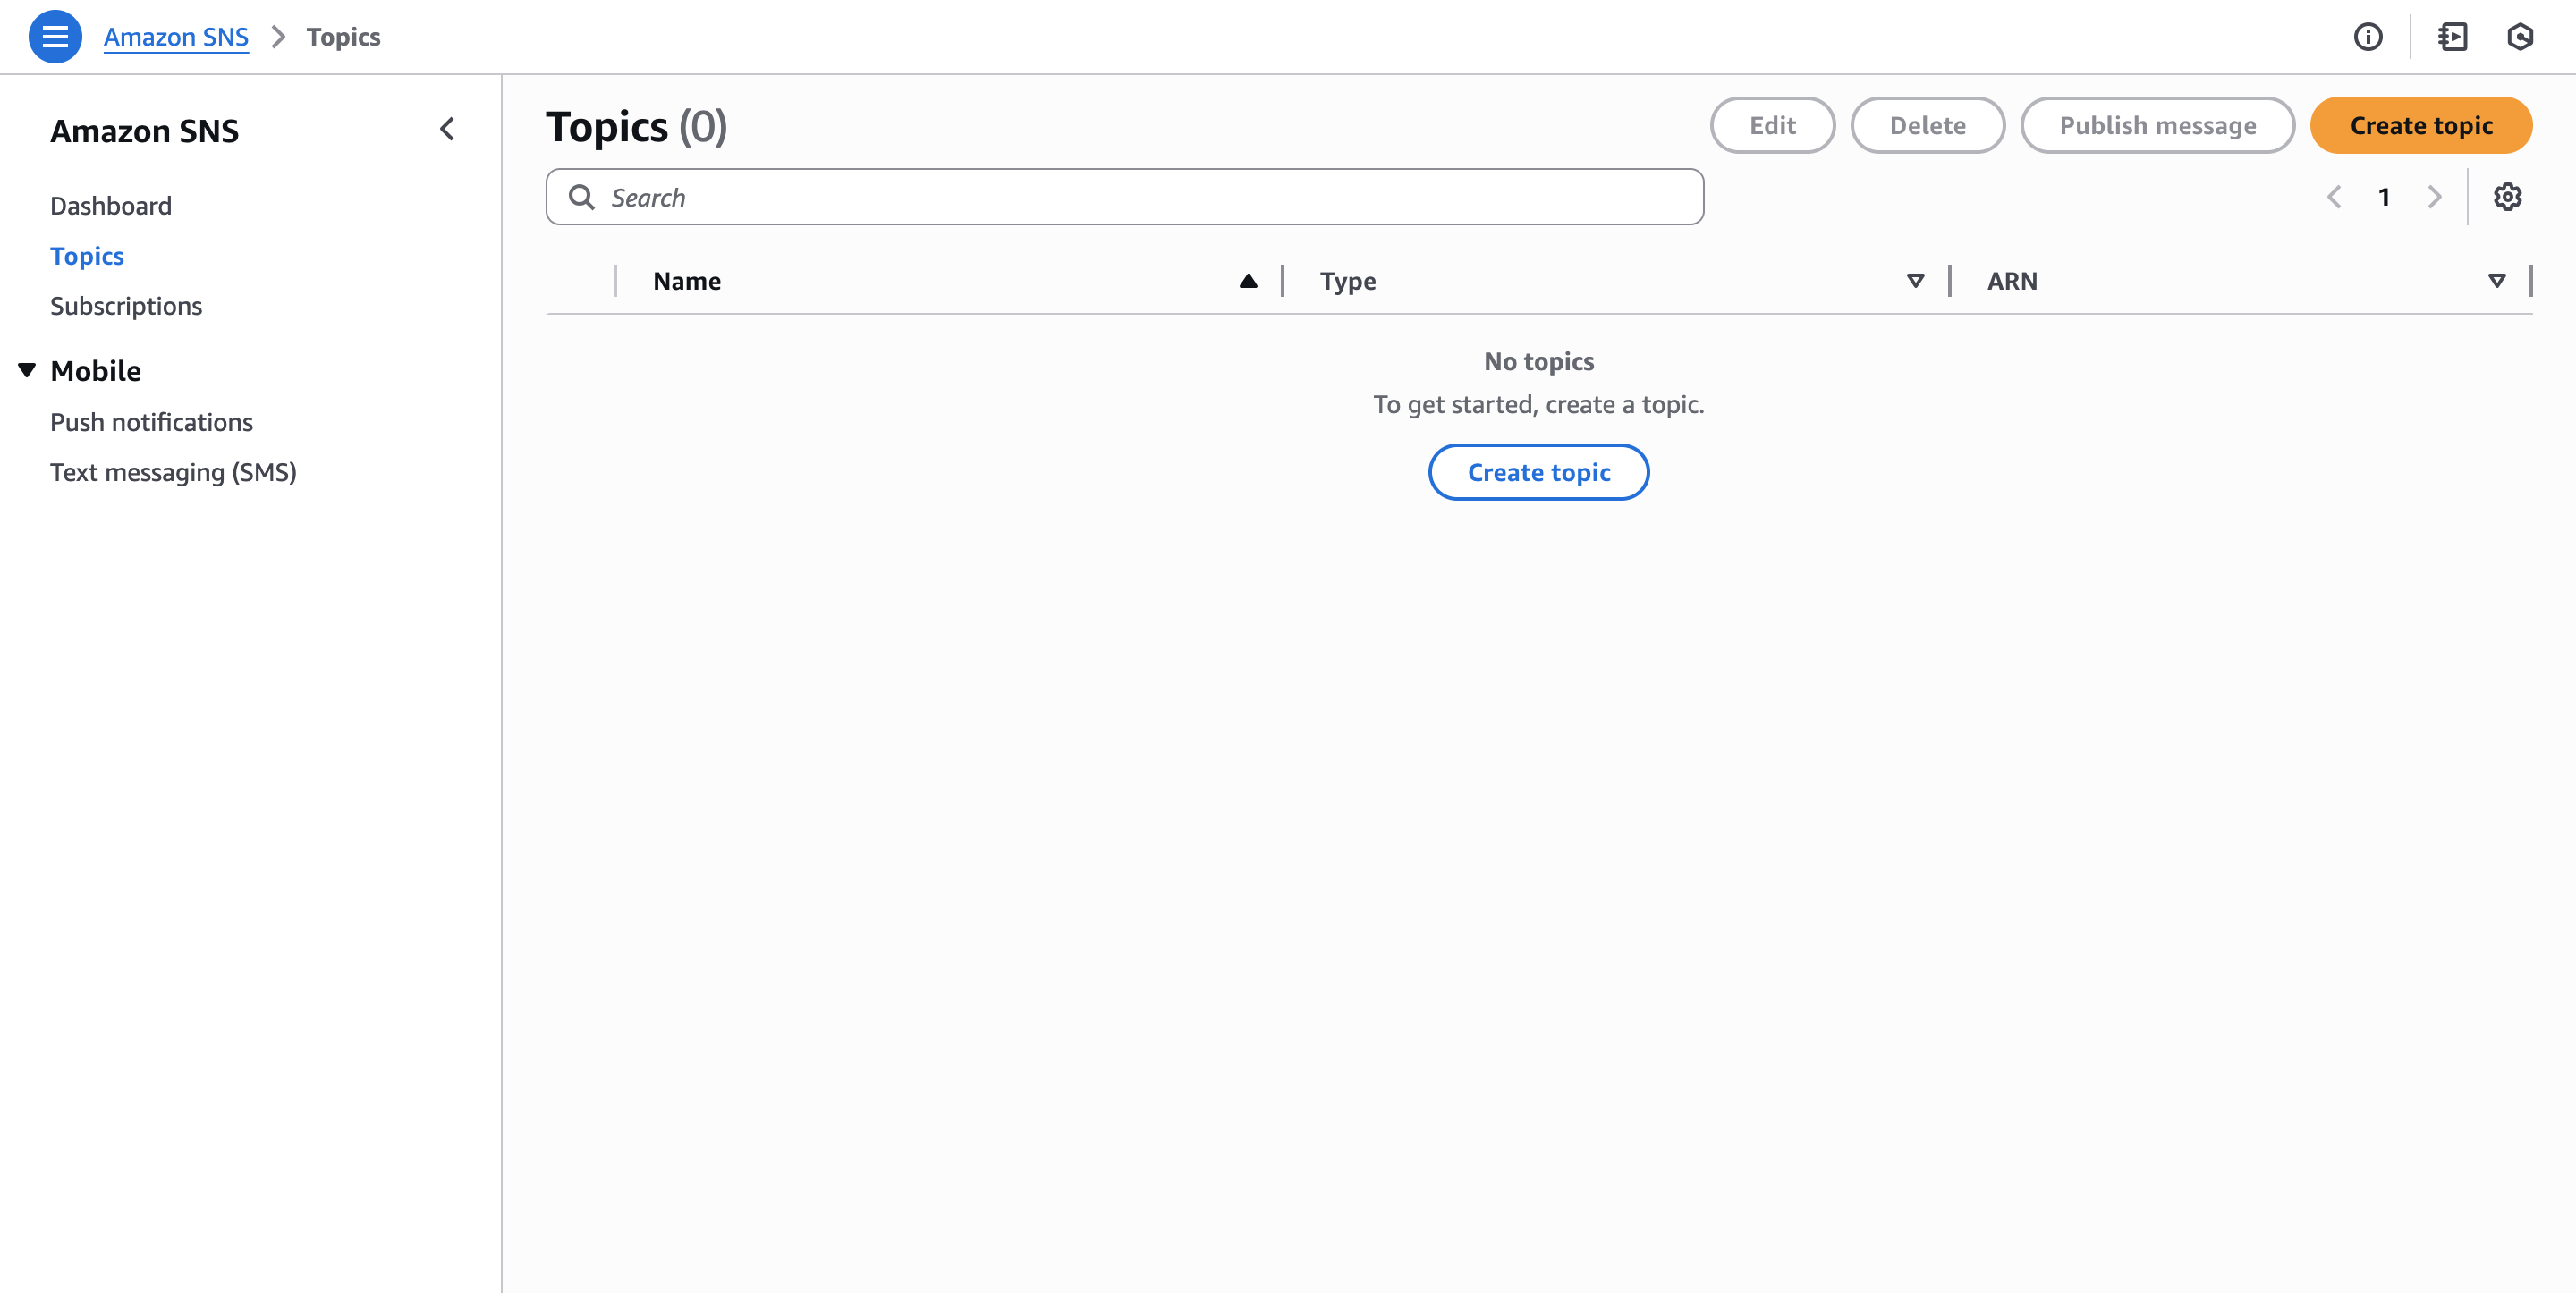 Amazon SNS > Topics
Amazon SNS
Dashboard
Topics
Subscriptions
Mobile
Push notifications
Text messaging (SMS)
Topics (0)
Edit
Delete
Publish message
Create topic
Search
1
Name
Type
ARN
No topics
To get started, create a topic.
Create topic